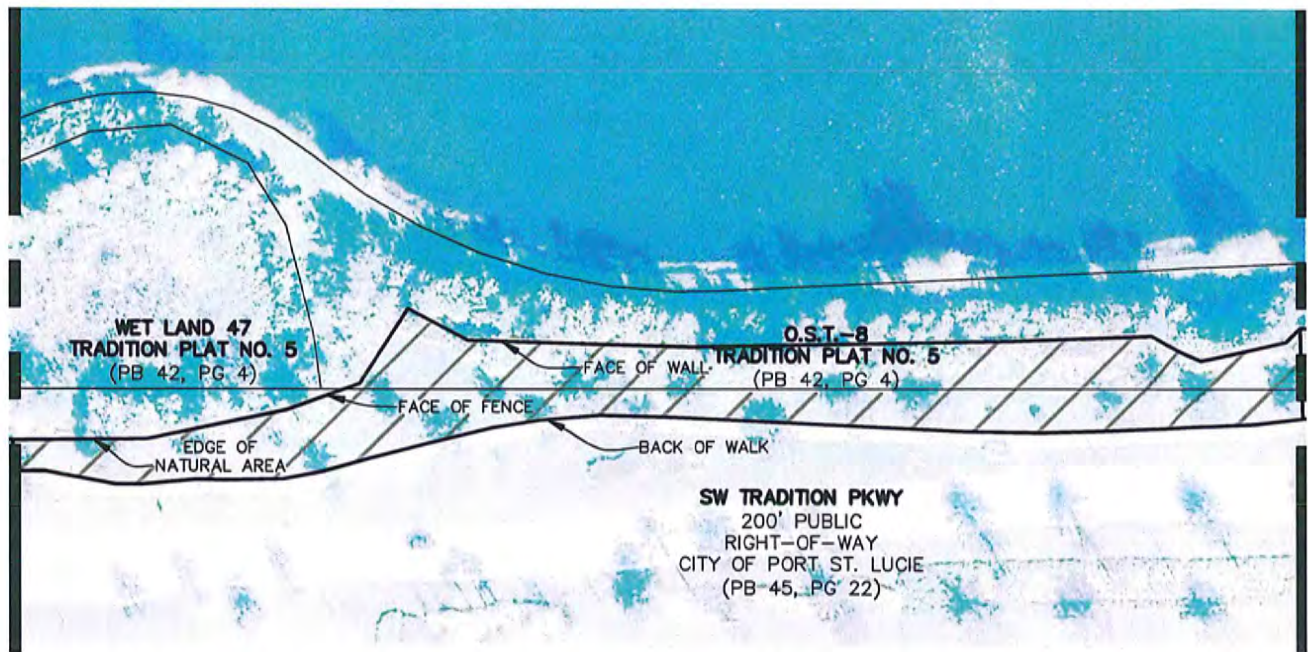 WET LAND 47
TRADITION PLAT NO. 5
(PB 42, PG 4)
O.S.T.-8
TRADITION PLAT NO. 5
(PB 42, PG 4)
FACE OF WALL
FACE OF FENCE
EDGE OF
NATURAL AREA
BACK OF WALK
SW TRADITION PKWY
200' PUBLIC
RIGHT-OF-WAY
CITY OF PORT ST. LUCIE
(PB 45, PG 22)